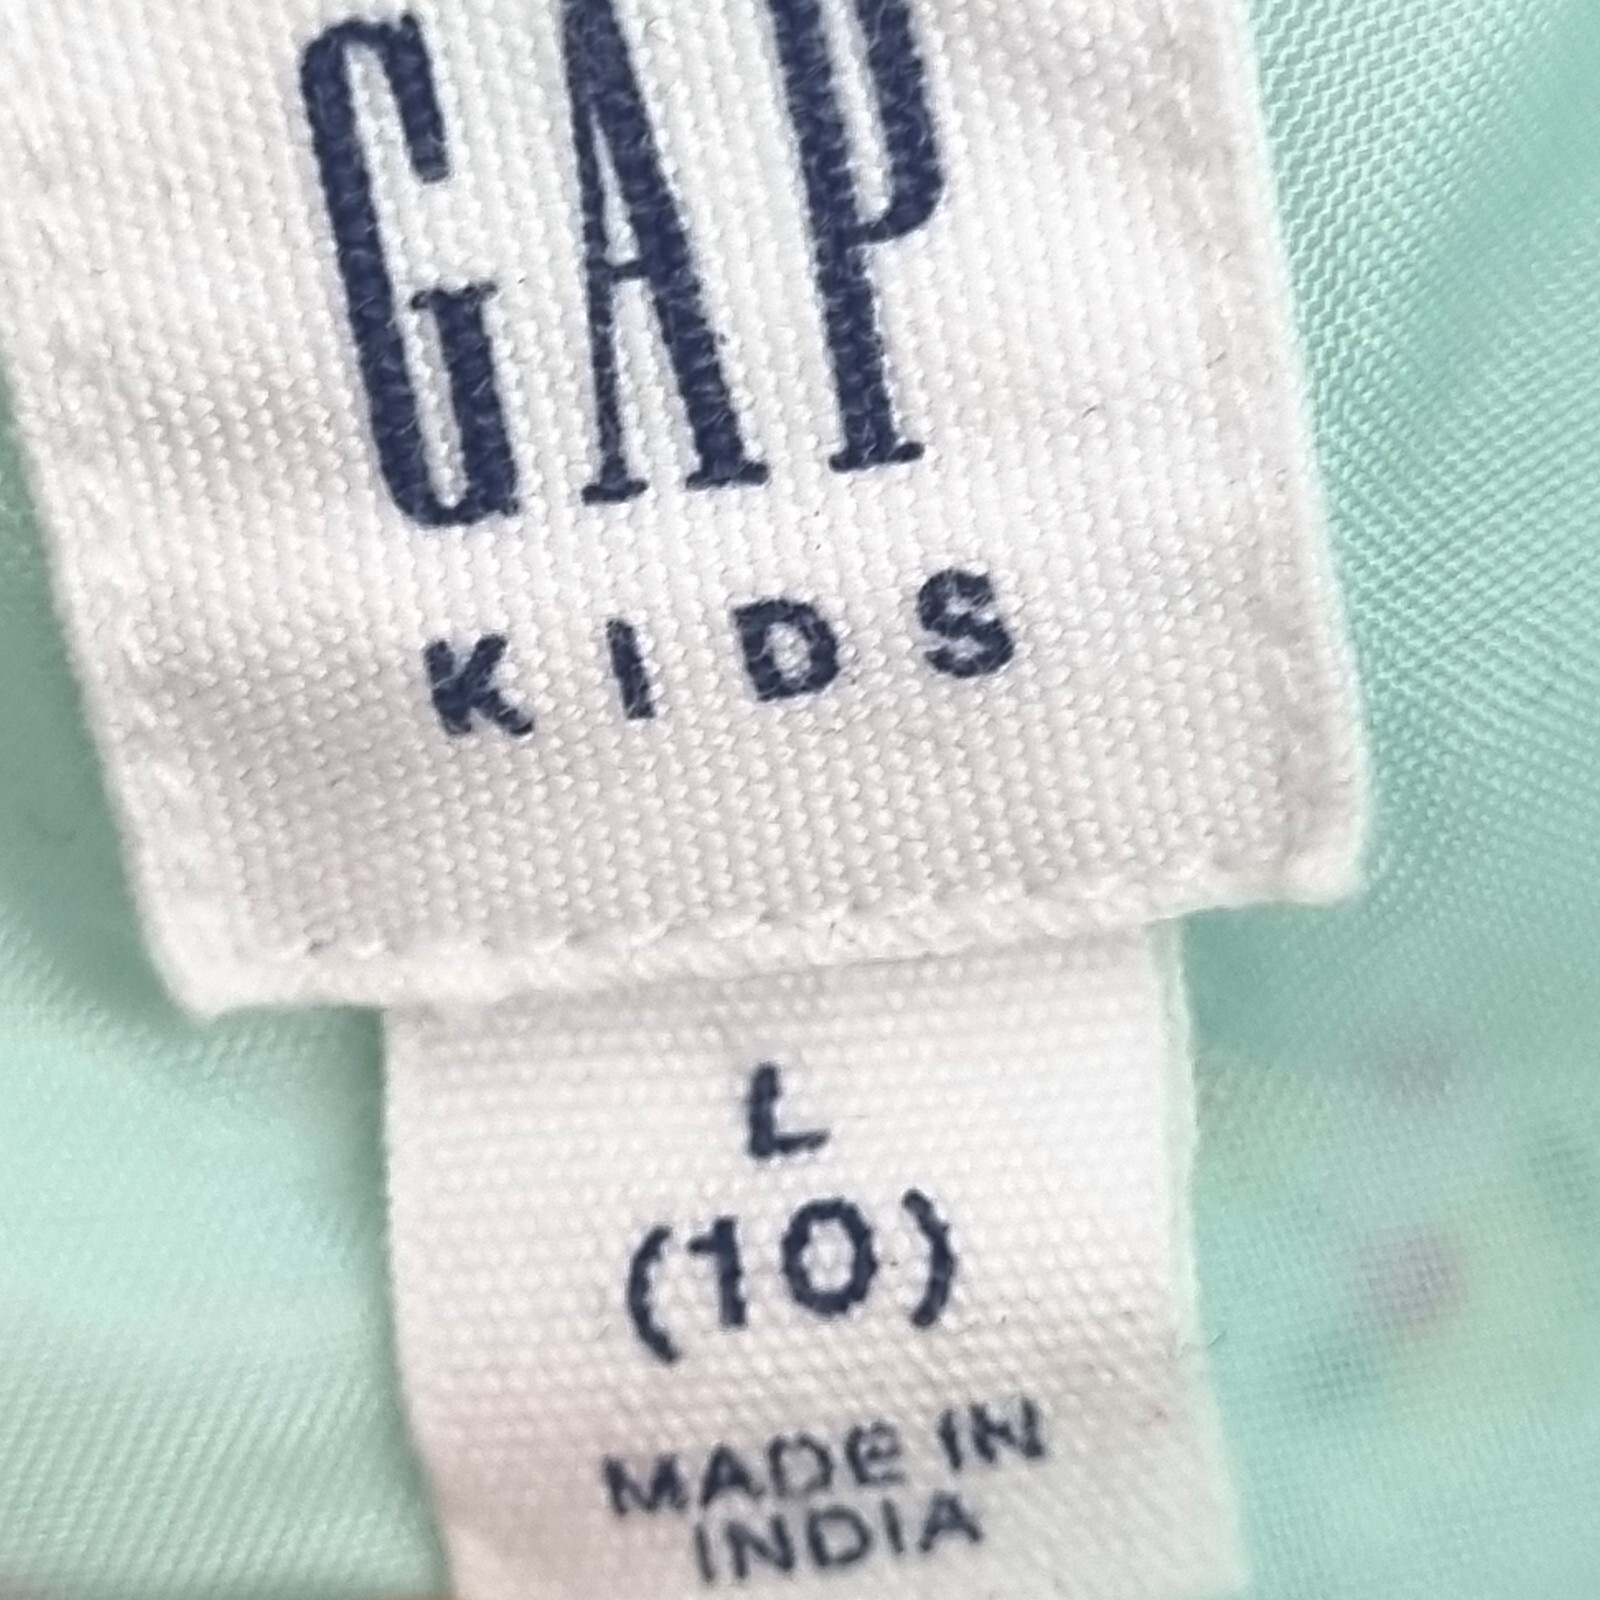 GAP
KIDS
L
(10)
MADE IN
INDIA